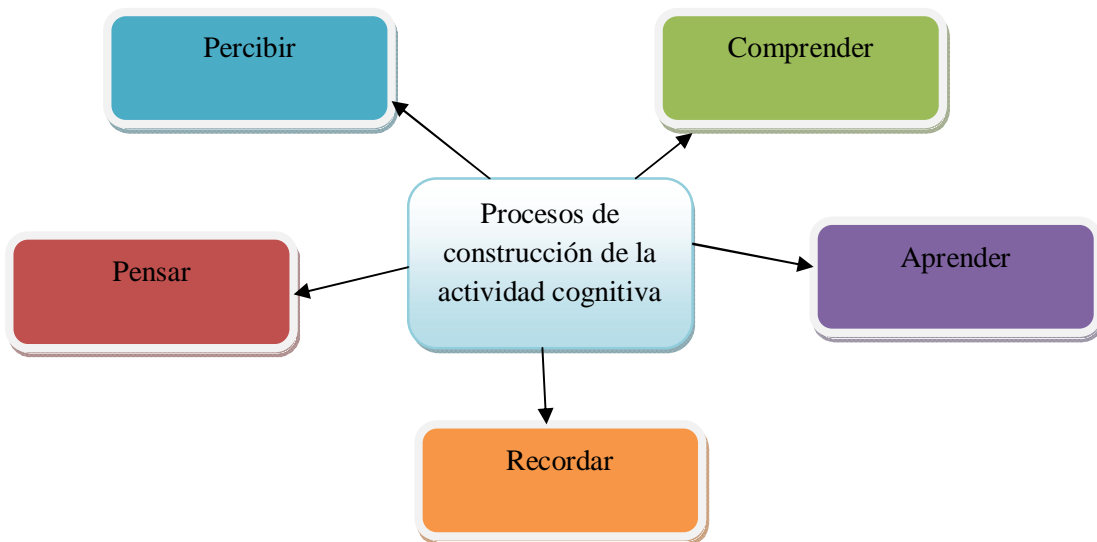 Percibir
Comprender
Procesos de
construcción de la
actividad cognitiva
Pensar
Aprender
Recordar